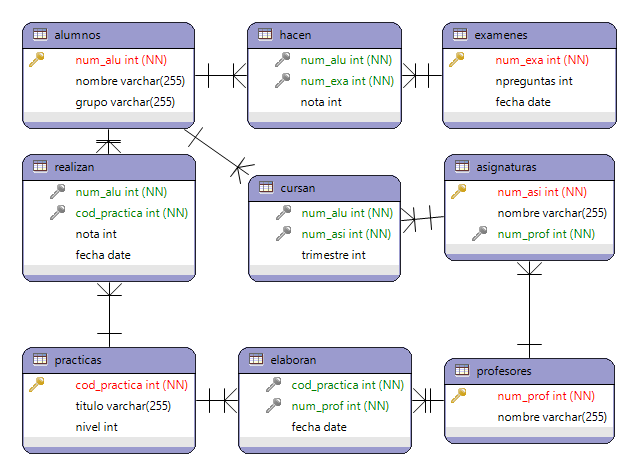 alumnos
num_alu int (NN)
nombre varchar(255)
grupo varchar(255)
hacen
num_alu int (NN)
num_exa int (NN)
nota int
examenes
num_exa int (NN)
npreguntas int
fecha date
realizan
num_alu int (NN)
cod_practica int (NN)
nota int
fecha date
cursan
num_alu int (NN)
num_asi int (NN)
trimestre int
asignaturas
num_asi int (NN)
nombre varchar(255)
num_prof int (NN)
practicas
cod_practica int (NN)
titulo varchar(255)
nivel int
elaboran
cod_practica int (NN)
num_prof int (NN)
fecha date
profesores
num_prof int (NN)
nombre varchar(255)